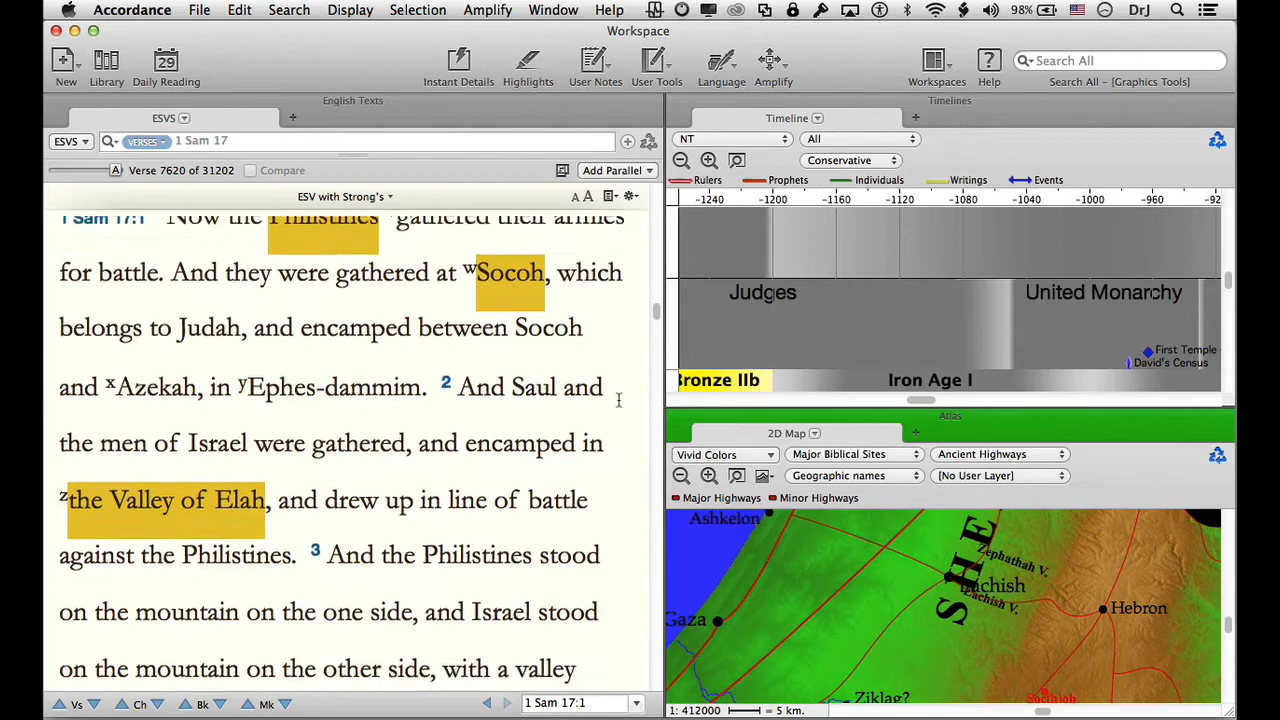 Accordance File Edit Search Display Selection Amplify Window Help 98% DrJ
Workspace
New Library 29 Daily Reading Instant Details Highlights User Notes User Tools Language Amplify Workspaces Help Search All
Search All - [Graphics Tools]
English Texts
ESVS
ESVS VERSES 1 Sam 17
A Verse 7620 of 31202 Compare Add Parallel
ESV with Strong's A A
1 Sam 17:1 Now the Philistines gathered their armies
for battle. And they were gathered at wSocoh, which
belongs to Judah, and encamped between Socoh
and xAzekah, in yEphes-dammim. 2 And Saul and
the men of Israel were gathered, and encamped in
zthe Valley of Elah, and drew up in line of battle
against the Philistines. 3 And the Philistines stood
on the mountain on the one side, and Israel stood
on the mountain on the other side, with a valley
Vs Ch Bk Mk 1 Sam 17:1
Timelines
Timeline
NT All
Conservative
Rulers Prophets Individuals Writings Events
-1240 -1200 -1160 -1120 -1080 -1040 -1000 -960 -92
Judges United Monarchy
First Temple
David's Census
Bronze IIb Iron Age I
Atlas
2D Map
Vivid Colors Major Biblical Sites Ancient Highways
Geographic names [No User Layer]
Major Highways Minor Highways
Ashkelon
SHE
Zephathah V.
Lachish
Lachish V.
Hebron
Gaza
Ziklag?
1: 412000 = 5 km.